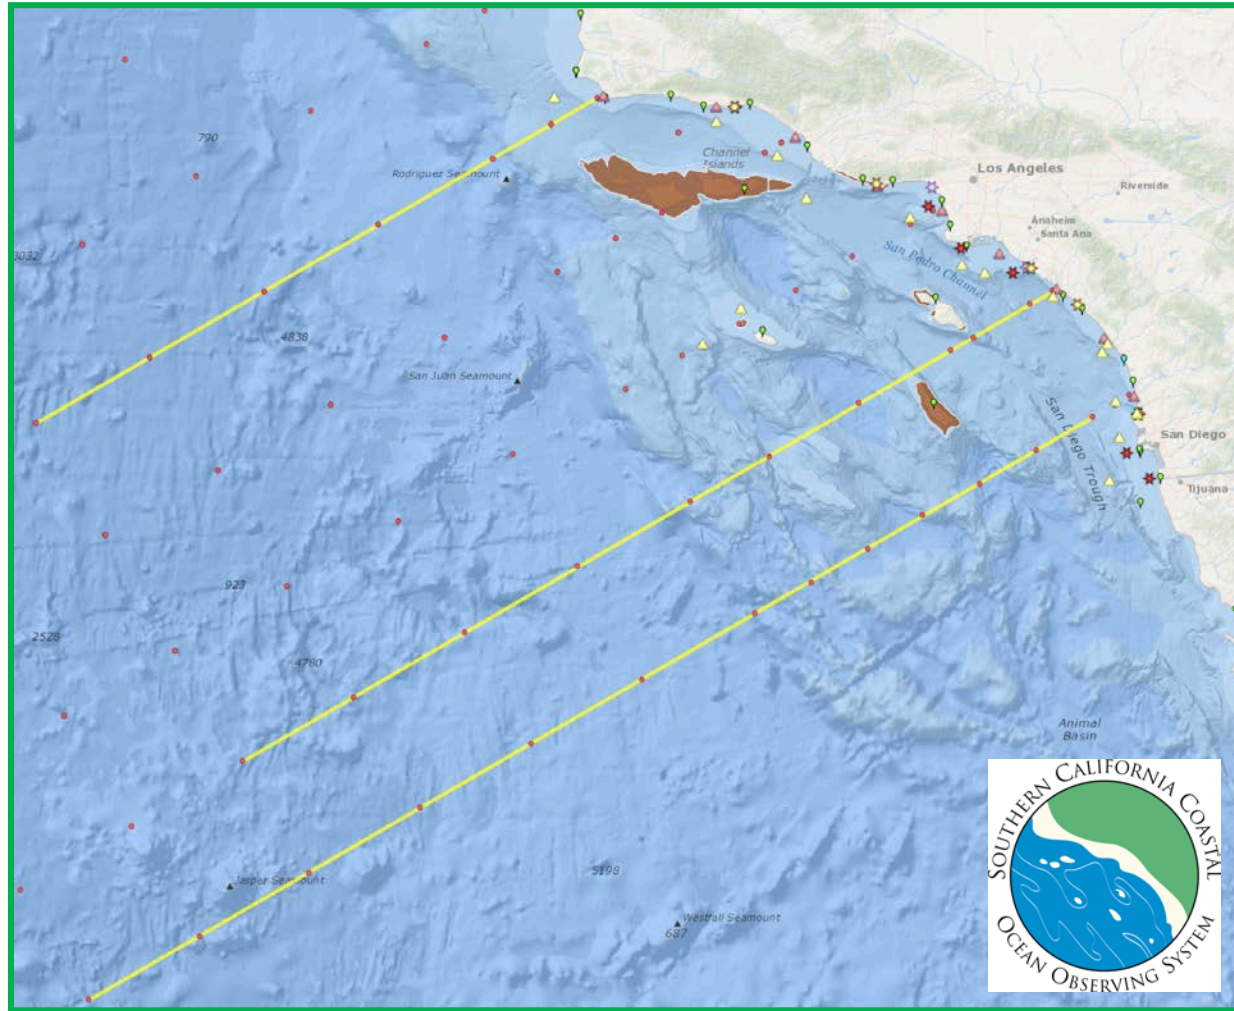 790
Channel
Islands
Los Angeles
Rodriguez Seamount
Riverside
Anaheim
Santa Ana
3032
San Pedro Channel
4838
San Juan Seamount
San Diego Trough
San Diego
Tijuana
923
2528
4780
Animal
Basin
SOUTHERN CALIFORNIA COASTAL
OCEAN OBSERVING SYSTEM
5198
Jasper Seamount
Westfall Seamount
687